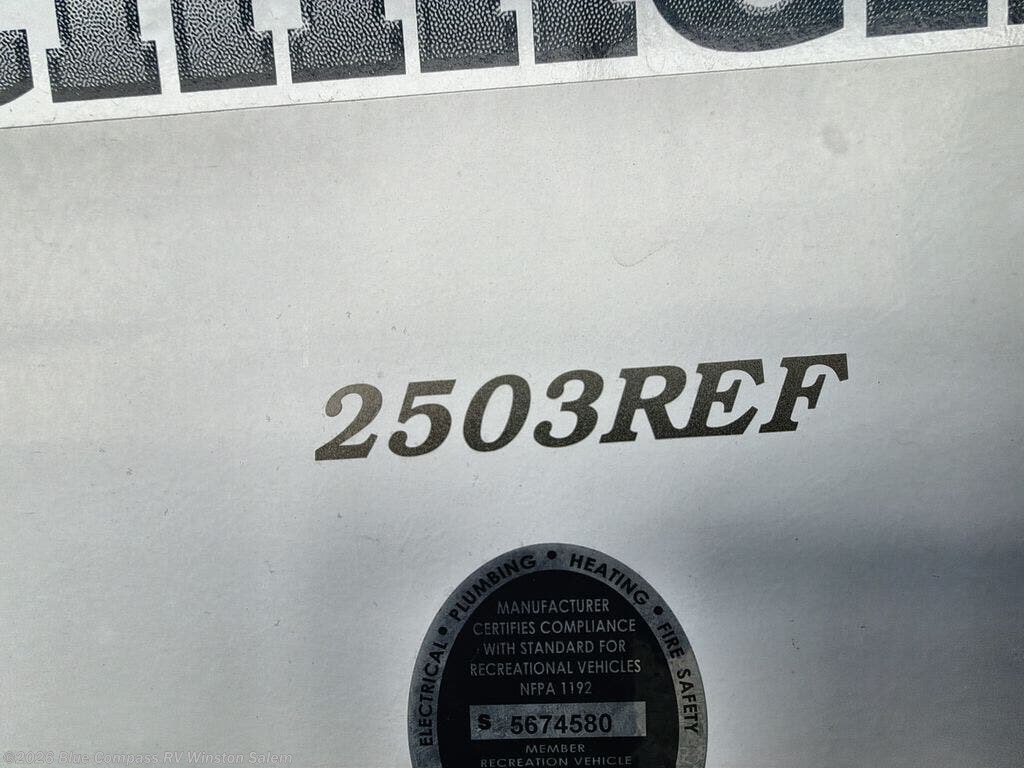 2503REF
ELECTRICAL • PLUMBING • HEATING • FIRE SAFETY
MANUFACTURER
CERTIFIES COMPLIANCE
WITH STANDARD FOR
RECREATIONAL VEHICLES
NFPA 1192
S 5674580
MEMBER
RECREATION VEHICLE
©2026 Blue Compass RV Winston Salem